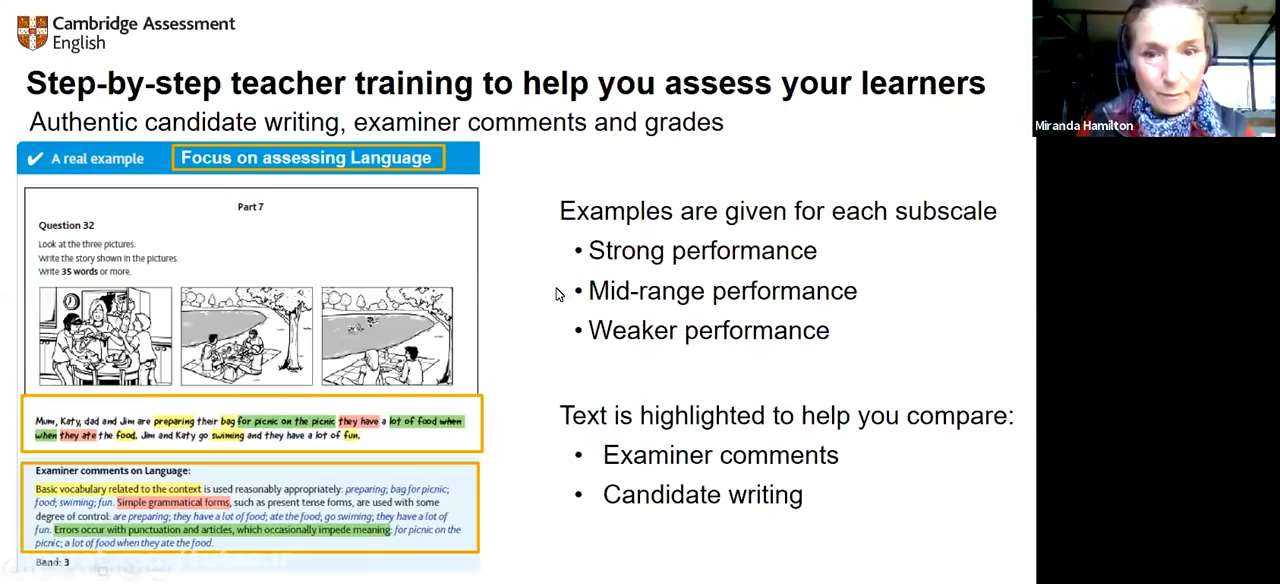 Cambridge Assessment
English
Step-by-step teacher training to help you assess your learners
Authentic candidate writing, examiner comments and grades
Miranda Hamilton
✔ A real example
Focus on assessing Language
Part 7
Question 32
Look at the three pictures.
Write the story shown in the pictures.
Write 35 words or more.
Mum, Katy, dad and Jim are preparing their bag for picnic on the picnic they have a lot of food when
when they ate the food. Jim and Katy go swiming and they have a lot of fun.
Examiner comments on Language:
Basic vocabulary related to the context is used reasonably appropriately: preparing; bag for picnic;
food; swiming; fun. Simple grammatical forms, such as present tense forms, are used with some
degree of control: are preparing; they have a lot of food; ate the food; go swiming; they have a lot of
fun. Errors occur with punctuation and articles, which occasionally impede meaning: for picnic on the
picnic; a lot of food when they ate the food.
Band: 3
Examples are given for each subscale
• Strong performance
• Mid-range performance
• Weaker performance
Text is highlighted to help you compare:
• Examiner comments
• Candidate writing